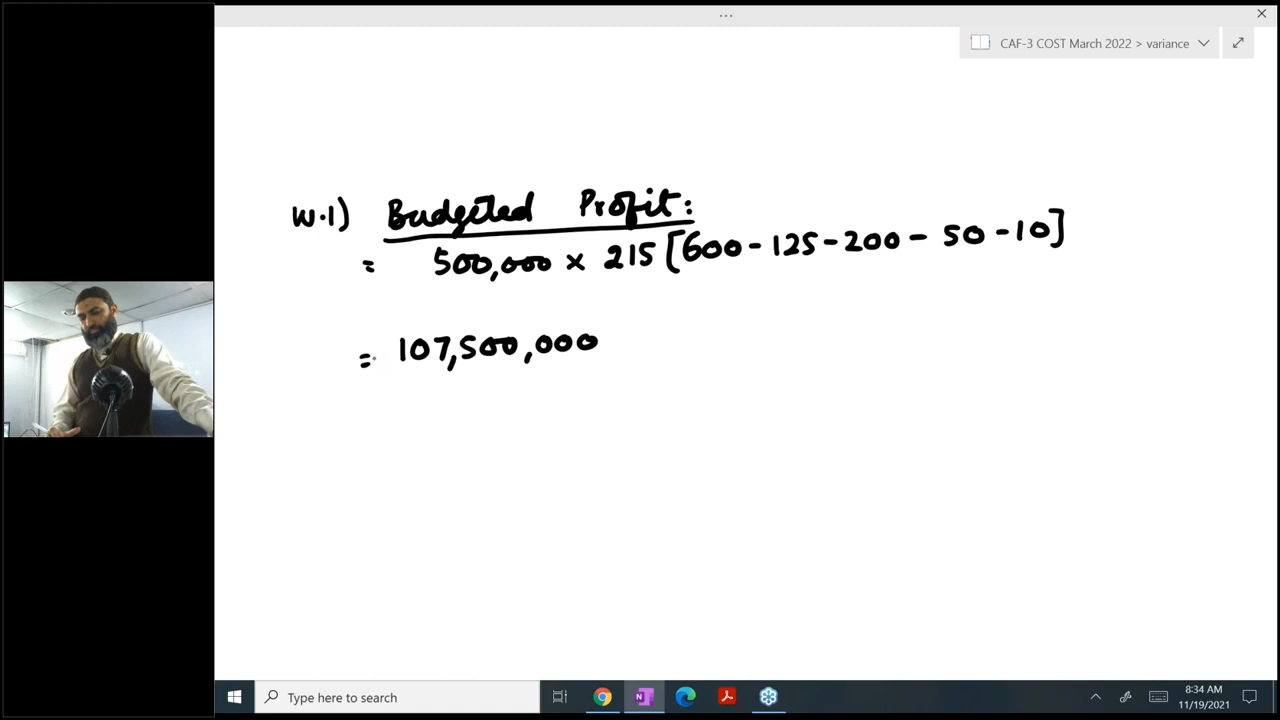 CAF-3 COST March 2022 > variance
W.1) Budgeted Profit:
= 500,000 × 215 [600 - 125 - 200 - 50 - 10]
= 107,500,000
Type here to search
8:34 AM
11/19/2021